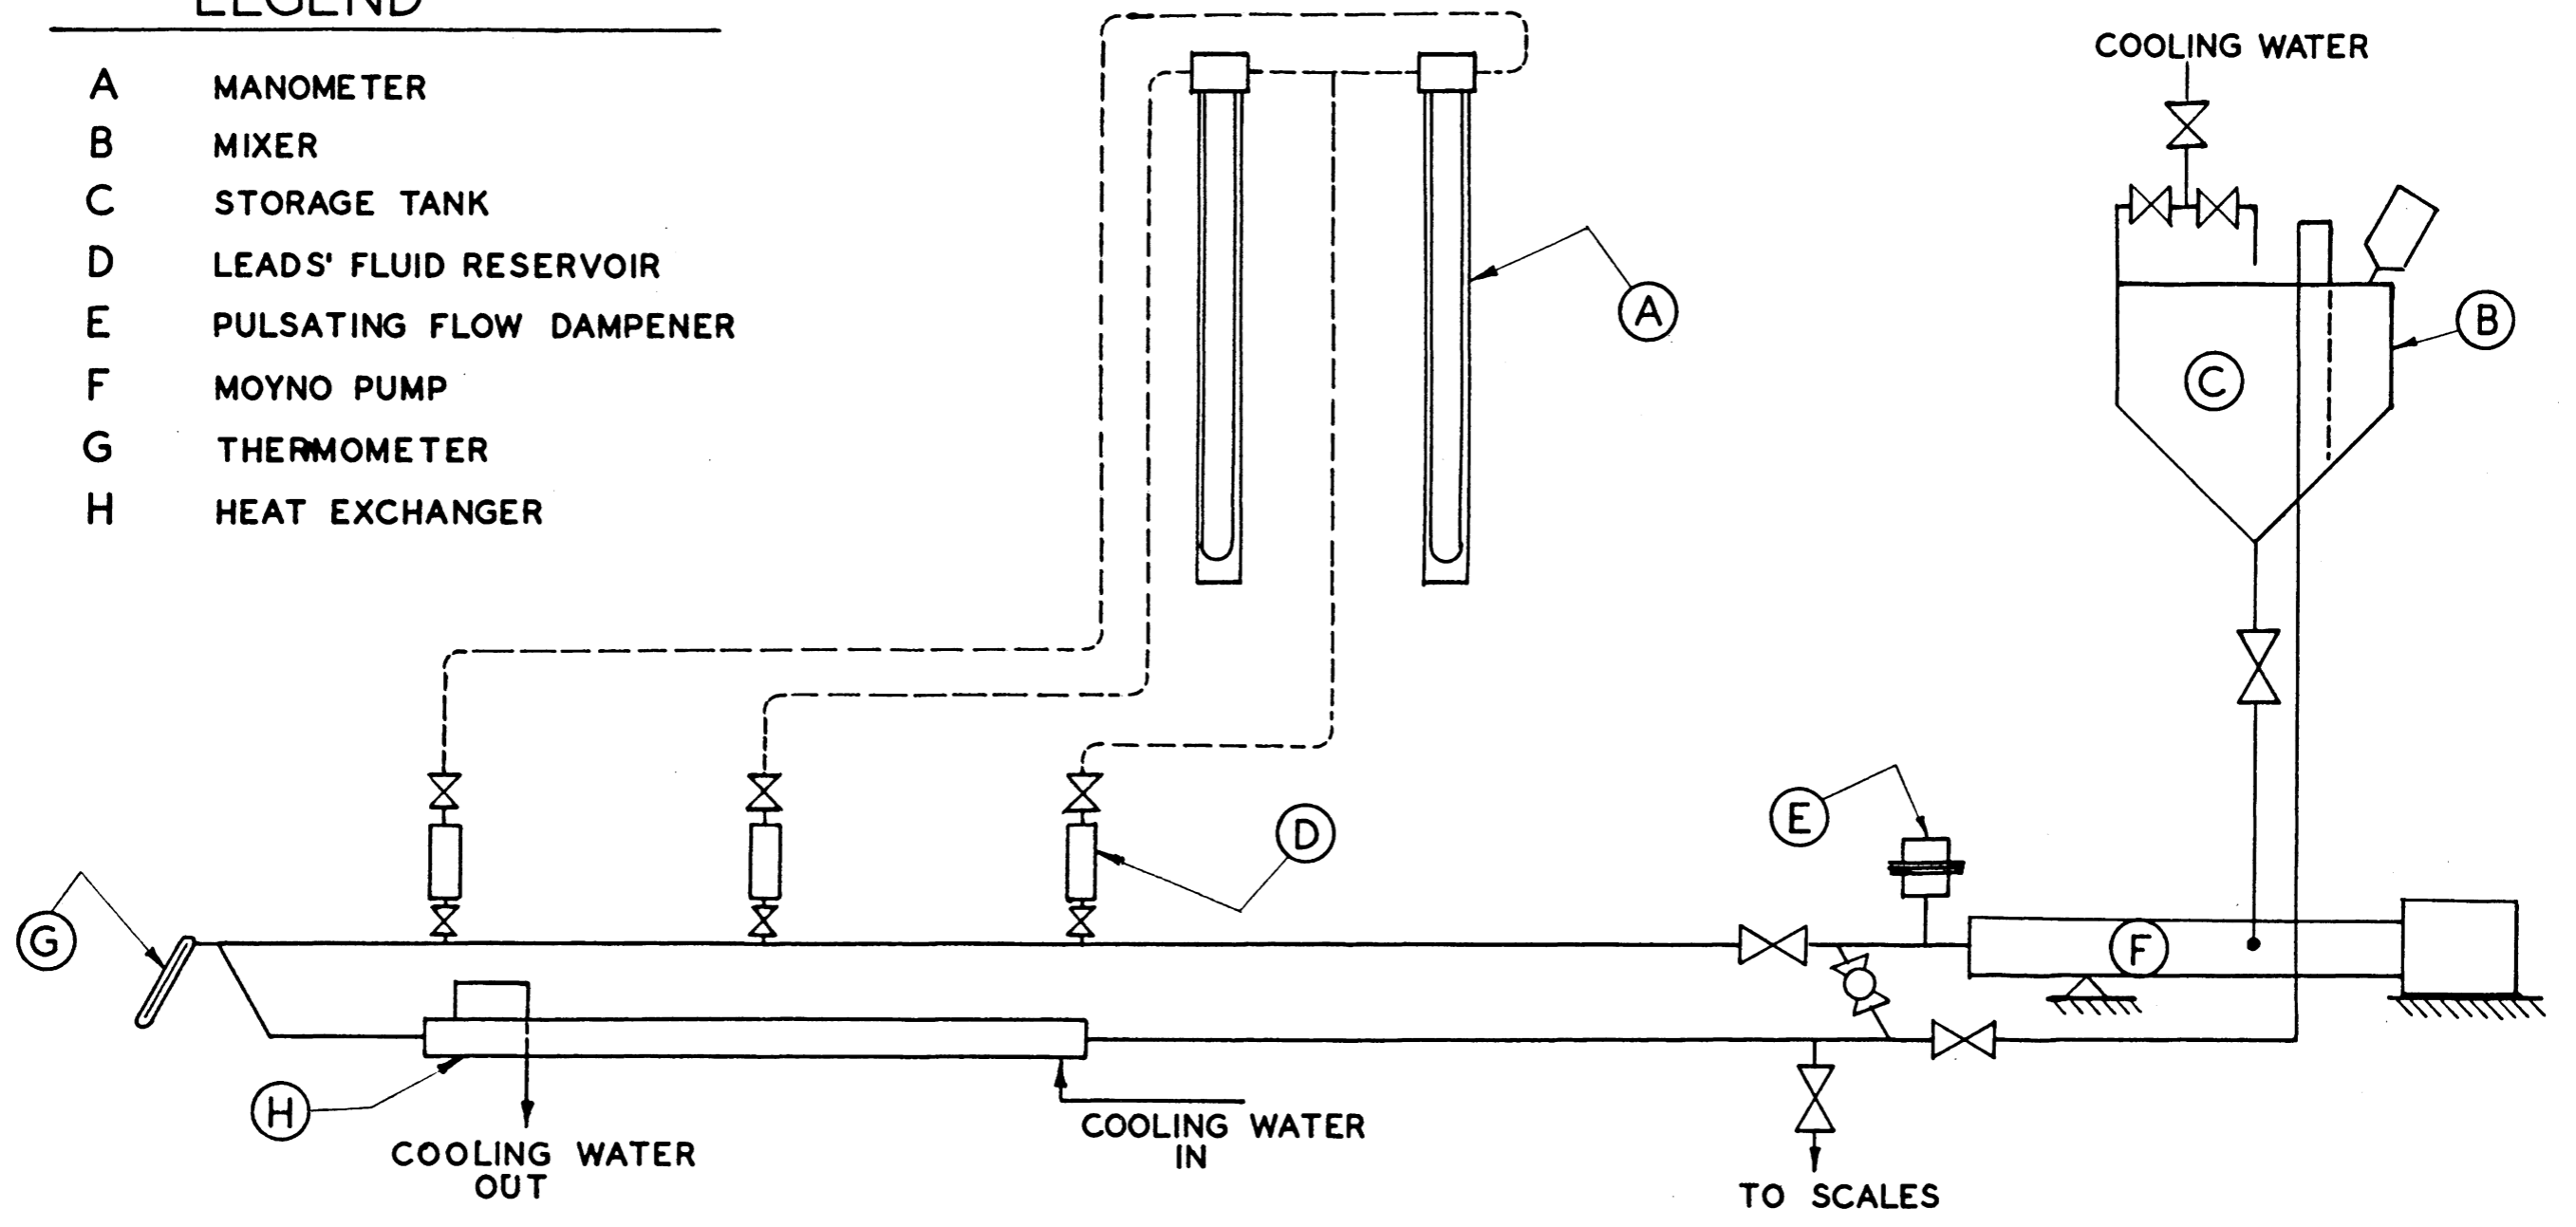 LEGEND
A MANOMETER
B MIXER
C STORAGE TANK
D LEADS' FLUID RESERVOIR
E PULSATING FLOW DAMPENER
F MOYNO PUMP
G THERMOMETER
H HEAT EXCHANGER
COOLING WATER
A
B
C
D
E
F
G
H
COOLING WATER
OUT
COOLING WATER
IN
TO SCALES